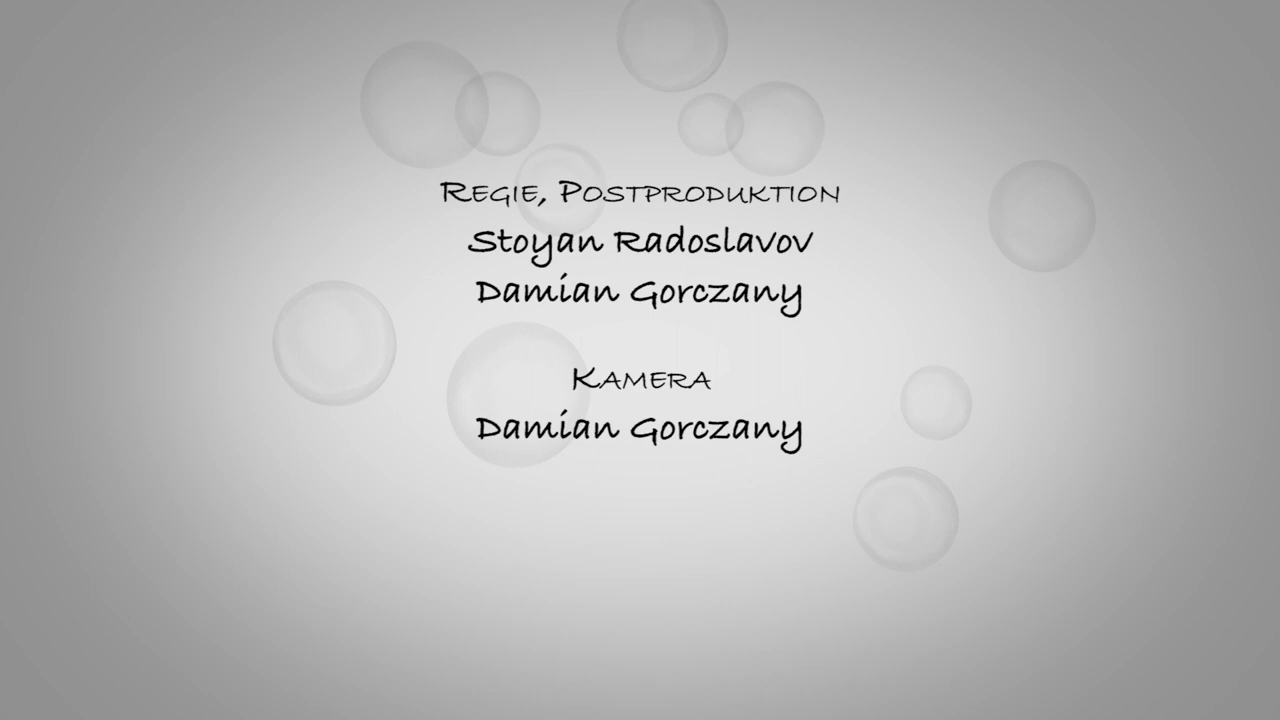 Regie, Postproduktion
Stoyan Radoslavov
Damian Gorczany
Kamera
Damian Gorczany